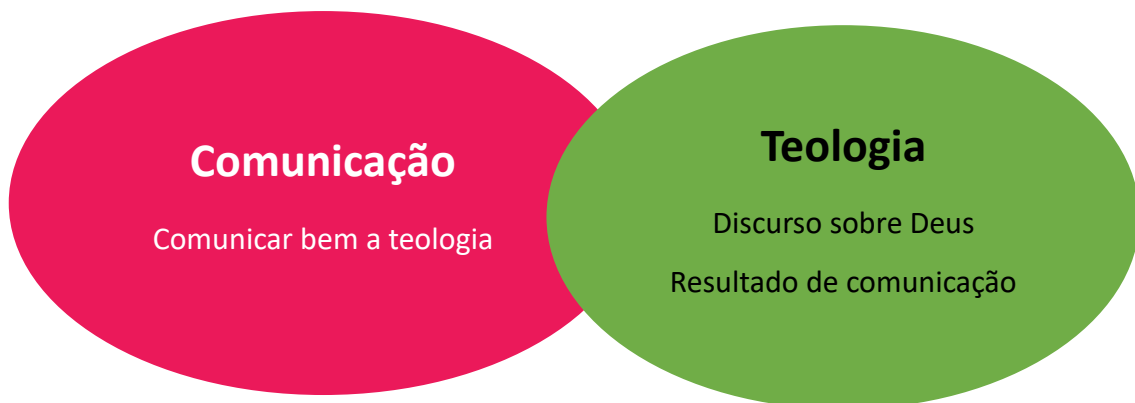 Comunicação
Comunicar bem a teologia
Teologia
Discurso sobre Deus
Resultado de comunicação